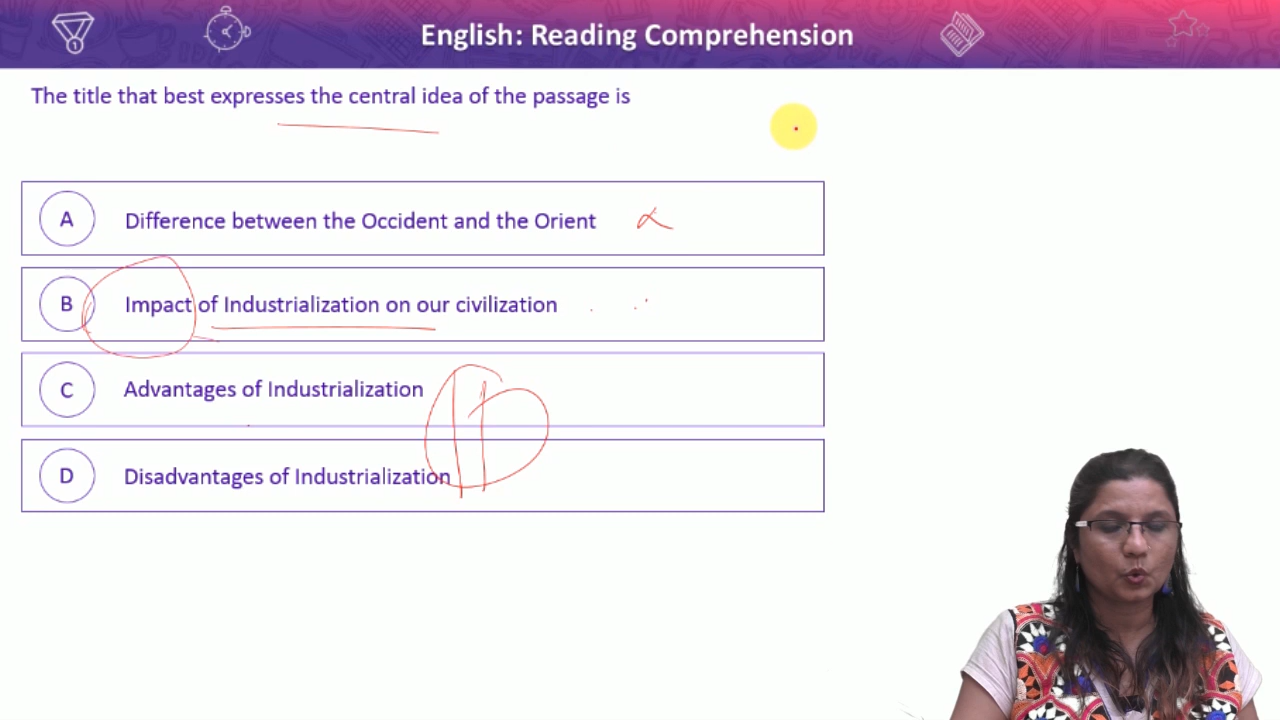 English: Reading Comprehension
The title that best expresses the central idea of the passage is
A Difference between the Occident and the Orient
B Impact of Industrialization on our civilization
C Advantages of Industrialization
D Disadvantages of Industrialization
1